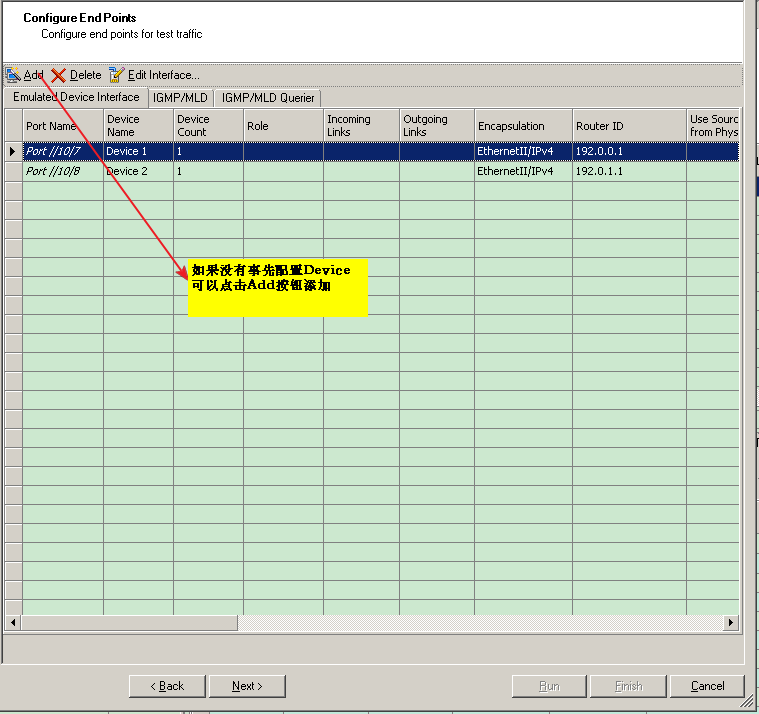 Configure End Points
Configure end points for test traffic
Add Delete Edit Interface...
Emulated Device Interface IGMP/MLD IGMP/MLD Querier
Port Name Device Name Device Count Role Incoming Links Outgoing Links Encapsulation Router ID Use Sourc from Phys
Port //10/7 Device 1 1 EthernetII/IPv4 192.0.0.1
Port //10/8 Device 2 1 EthernetII/IPv4 192.0.1.1
如果没有事先配置Device
可以点击Add按钮添加
< Back Next > Run Finish Cancel